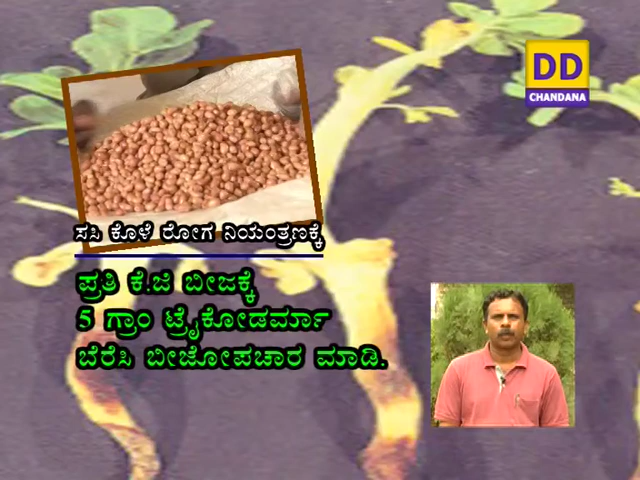 DD
CHANDANA
ಸಸಿ ಕೊಳೆ ರೋಗ ನಿಯಂತ್ರಣಕ್ಕೆ
ಪ್ರತಿ ಕೆ.ಜಿ ಬೀಜಕ್ಕೆ
5 ಗ್ರಾಂ ಟ್ರೈಕೋಡರ್ಮಾ
ಬೆರೆಸಿ ಬೀಜೋಪಚಾರ ಮಾಡಿ.